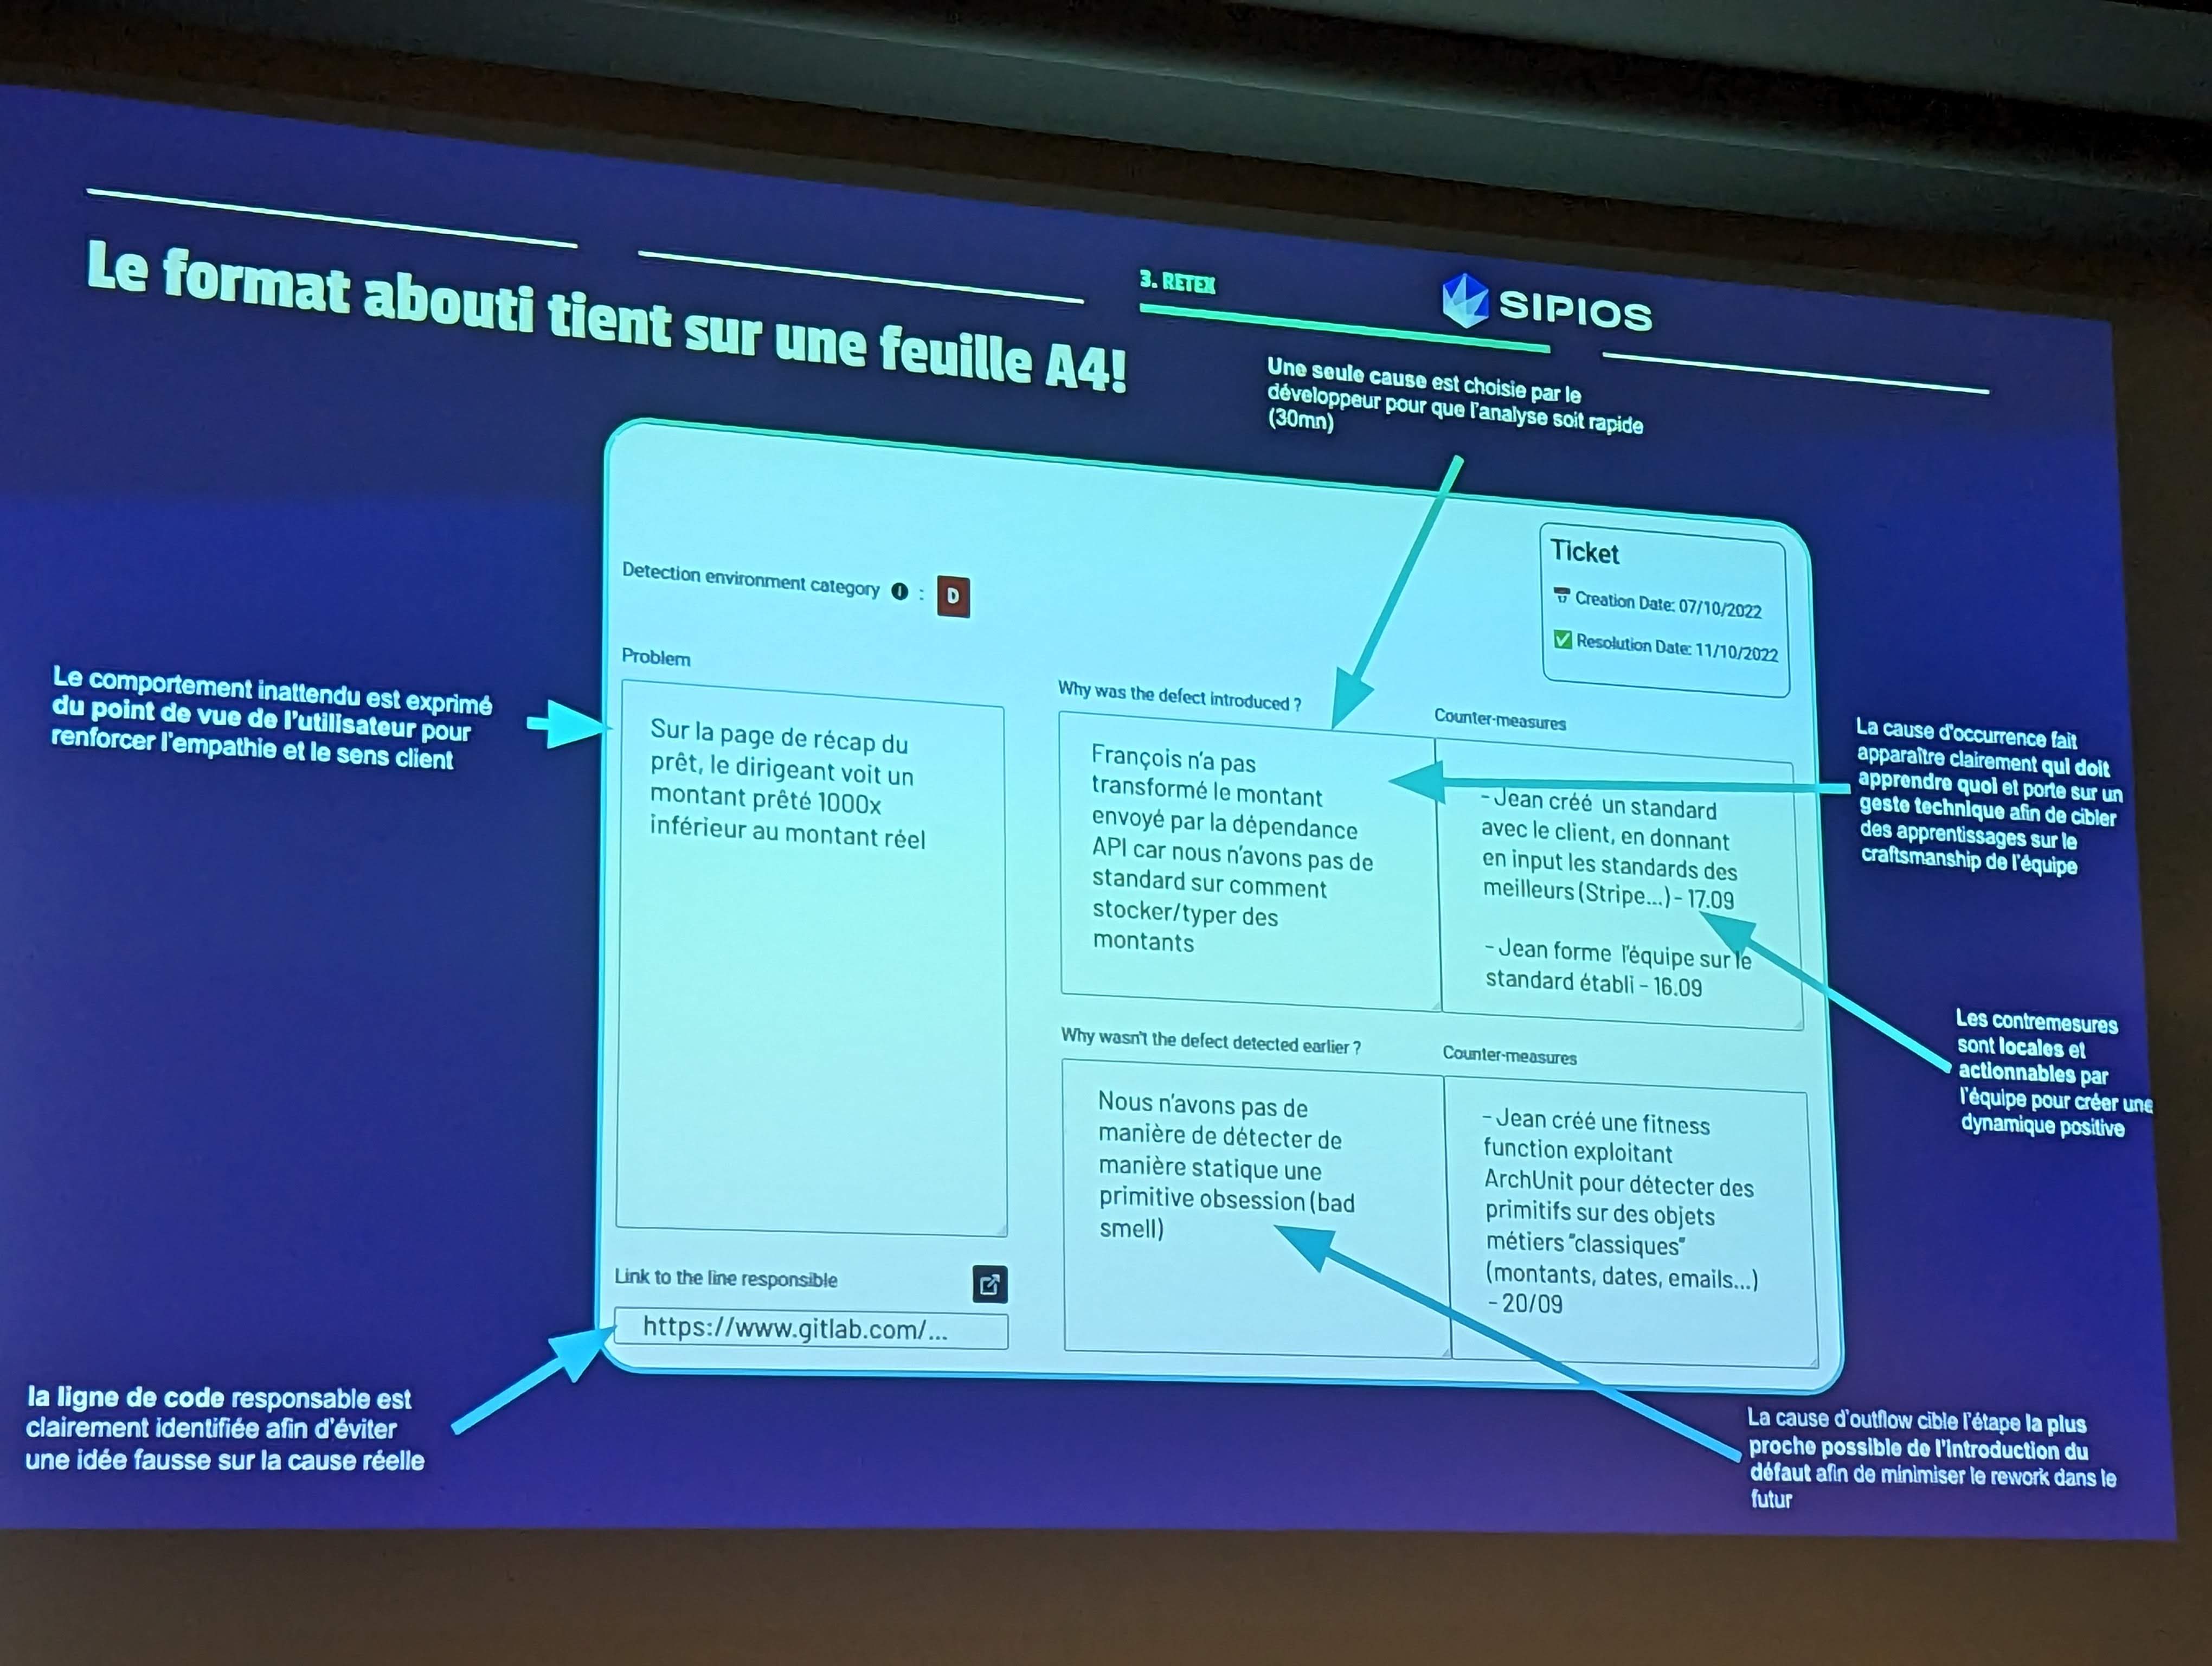 Le format abouti tient sur une feuille A4!
3. RETEX
SIPIOS
Une seule cause est choisie par le
développeur pour que l'analyse soit rapide
(30mn)
Detection environment category i : D
Ticket
17 Creation Date: 07/10/2022
Resolution Date: 11/10/2022
Le comportement inattendu est exprimé
du point de vue de l'utilisateur pour
renforcer l'empathie et le sens client
Problem
Sur la page de récap du
prêt, le dirigeant voit un
montant prêté 1000x
inférieur au montant réel
Why was the defect introduced ?
François n'a pas
transformé le montant
envoyé par la dépendance
API car nous n'avons pas de
standard sur comment
stocker/typer des
montants
Counter-measures
- Jean créé un standard
avec le client, en donnant
en input les standards des
meilleurs (Stripe...) - 17.09
- Jean forme l'équipe sur le
standard établi - 16.09
La cause d'occurrence fait
apparaître clairement qui doit
apprendre quoi et porte sur un
geste technique afin de cibler
des apprentissages sur le
craftsmanship de l'équipe
Les contremesures
sont locales et
actionnables par
l'équipe pour créer une
dynamique positive
Why wasn't the defect detected earlier ?
Nous n'avons pas de
manière de détecter de
manière statique une
primitive obsession (bad
smell)
Counter-measures
- Jean créé une fitness
function exploitant
ArchUnit pour détecter des
primitifs sur des objets
métiers "classiques"
(montants, dates, emails...)
- 20/09
Link to the line responsible
https://www.gitlab.com/...
la ligne de code responsable est
clairement identifiée afin d'éviter
une idée fausse sur la cause réelle
La cause d'outflow cible l'étape la plus
proche possible de l'introduction du
défaut afin de minimiser le rework dans le
futur